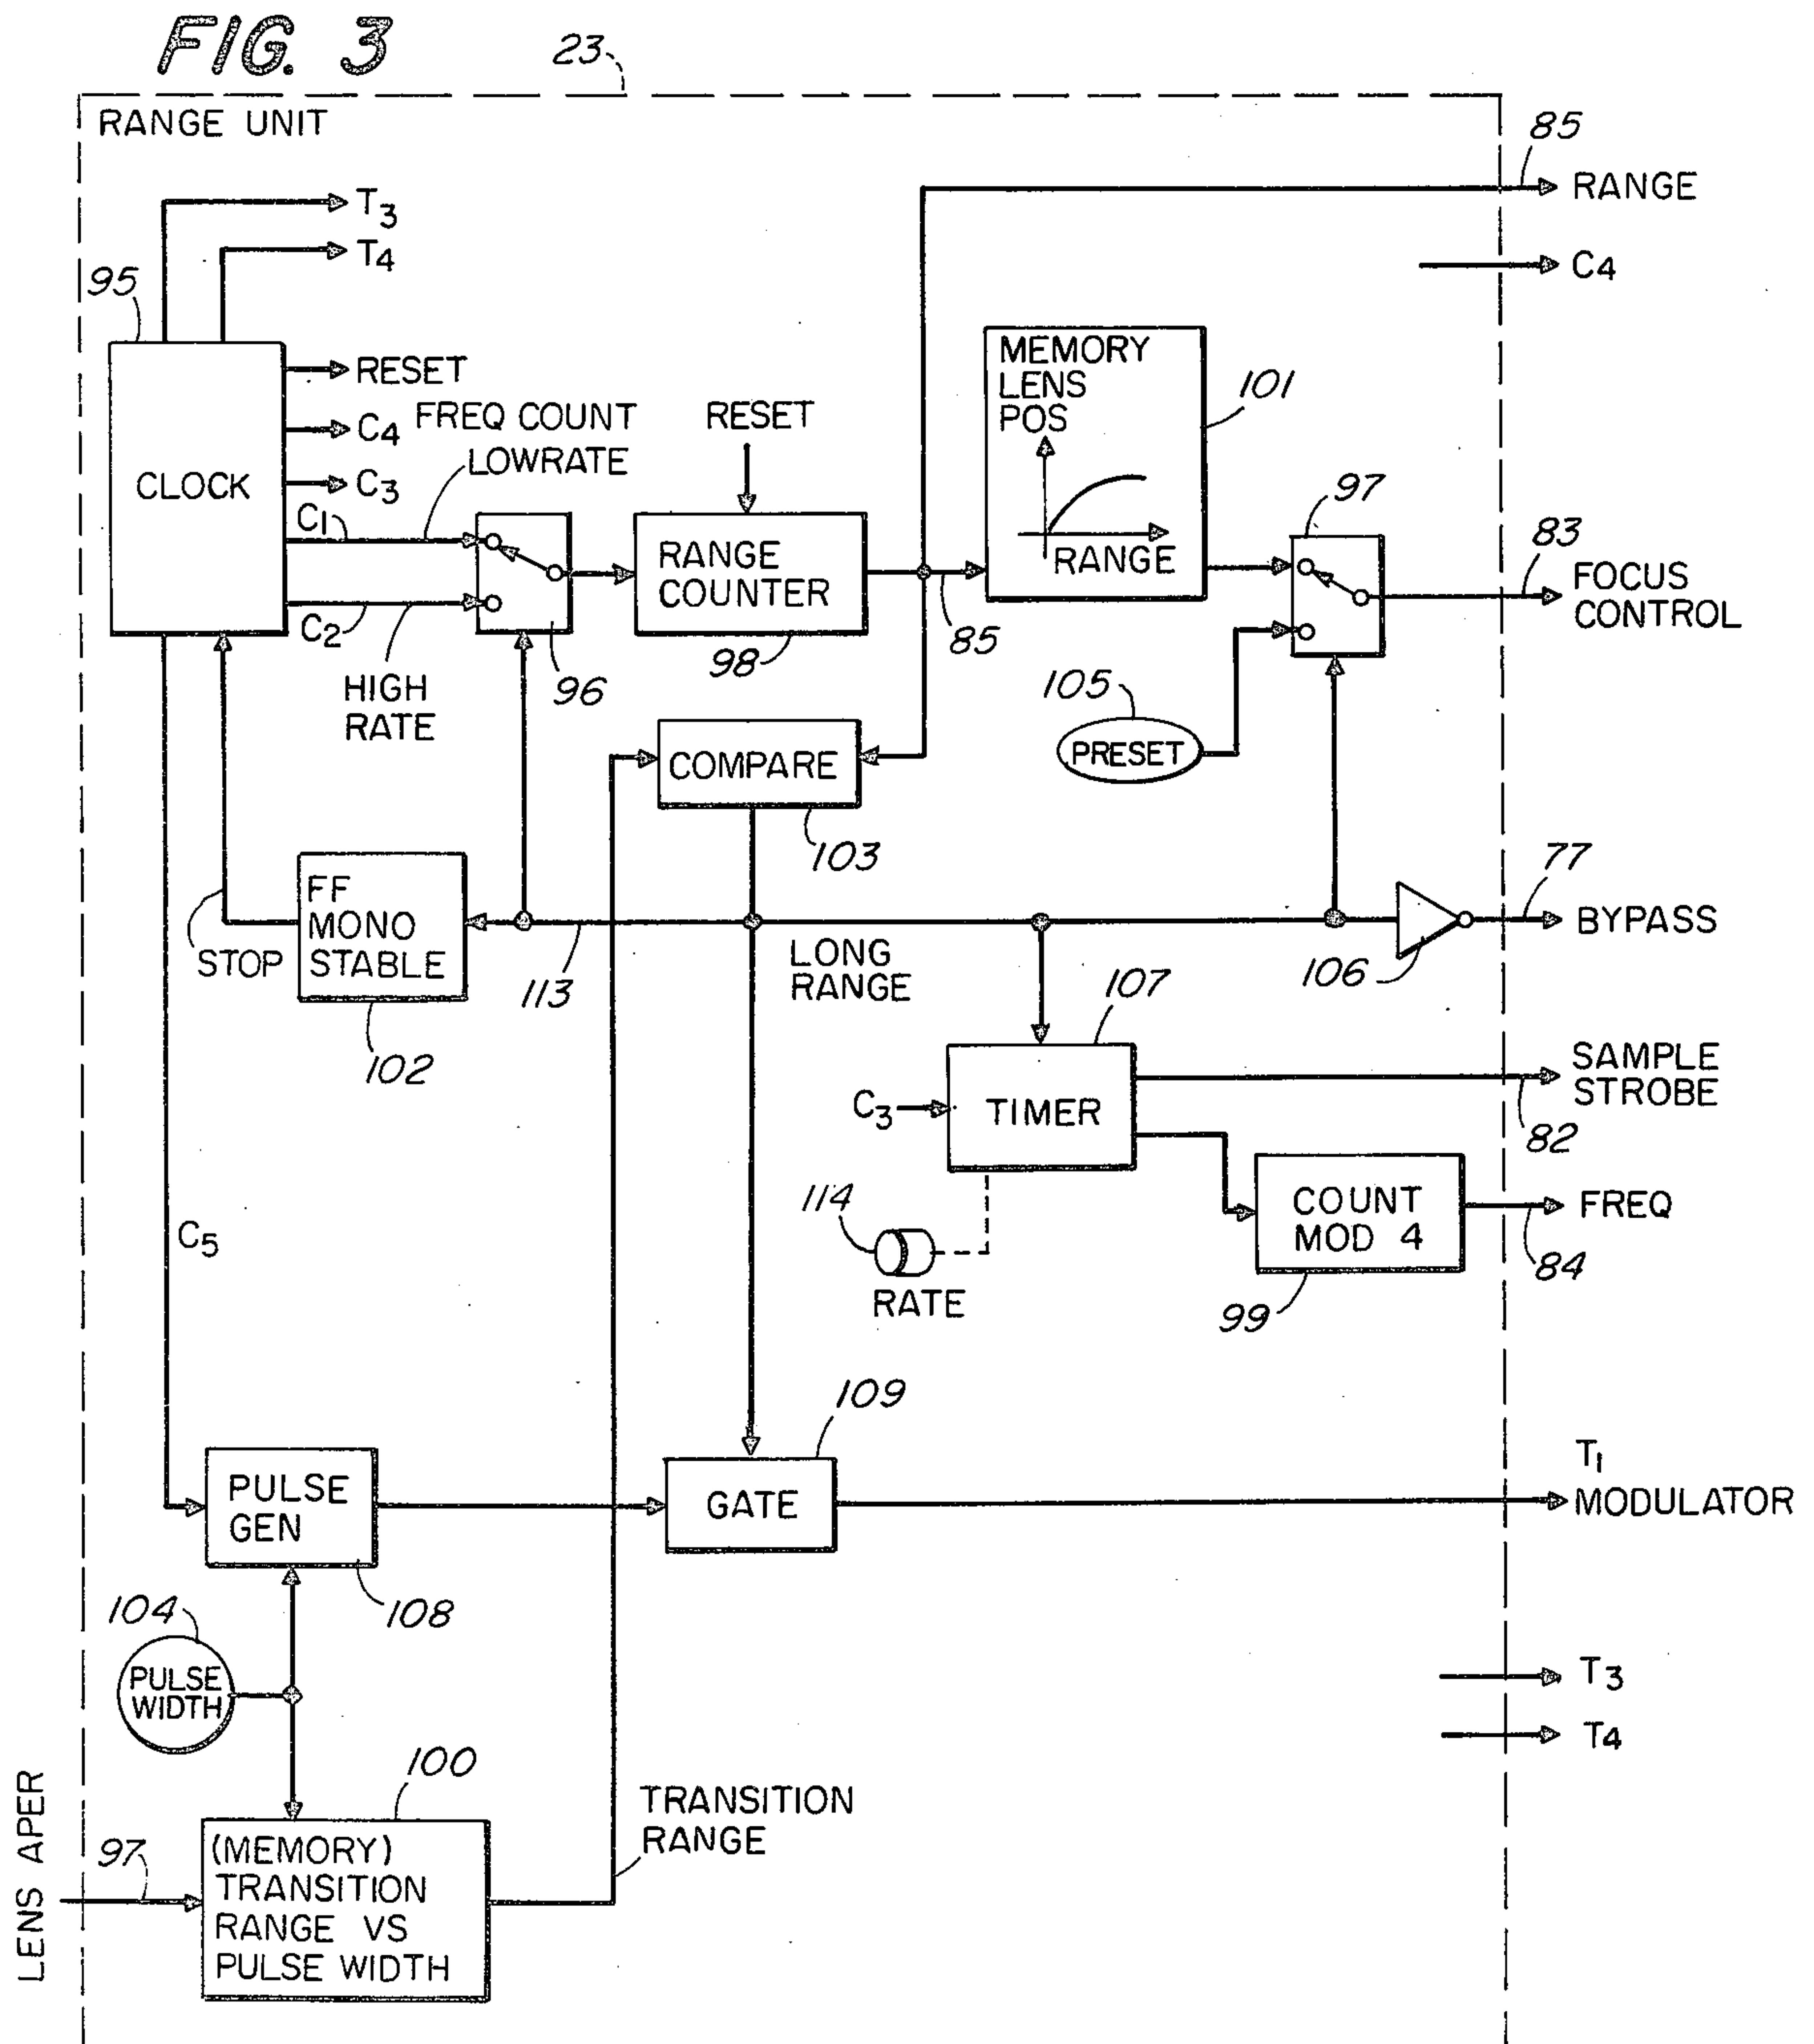 FIG. 3
23
RANGE UNIT
85
RANGE
T3
T4
C4
95
RESET
C4
C3
CLOCK
FREQ COUNT
LOWRATE
C1
C2
HIGH
RATE
96
RESET
RANGE
COUNTER
98
85
MEMORY
LENS
POS
RANGE
101
97
83
FOCUS
CONTROL
105
PRESET
COMPARE
103
FF
MONO
STABLE
102
STOP
113
LONG
RANGE
106
77
BYPASS
107
C3
TIMER
SAMPLE
STROBE
82
114
RATE
COUNT
MOD 4
99
FREQ
84
C5
PULSE
GEN
108
109
GATE
T1
MODULATOR
104
PULSE
WIDTH
T3
T4
100
(MEMORY)
TRANSITION
RANGE VS
PULSE WIDTH
TRANSITION
RANGE
97
LENS APER